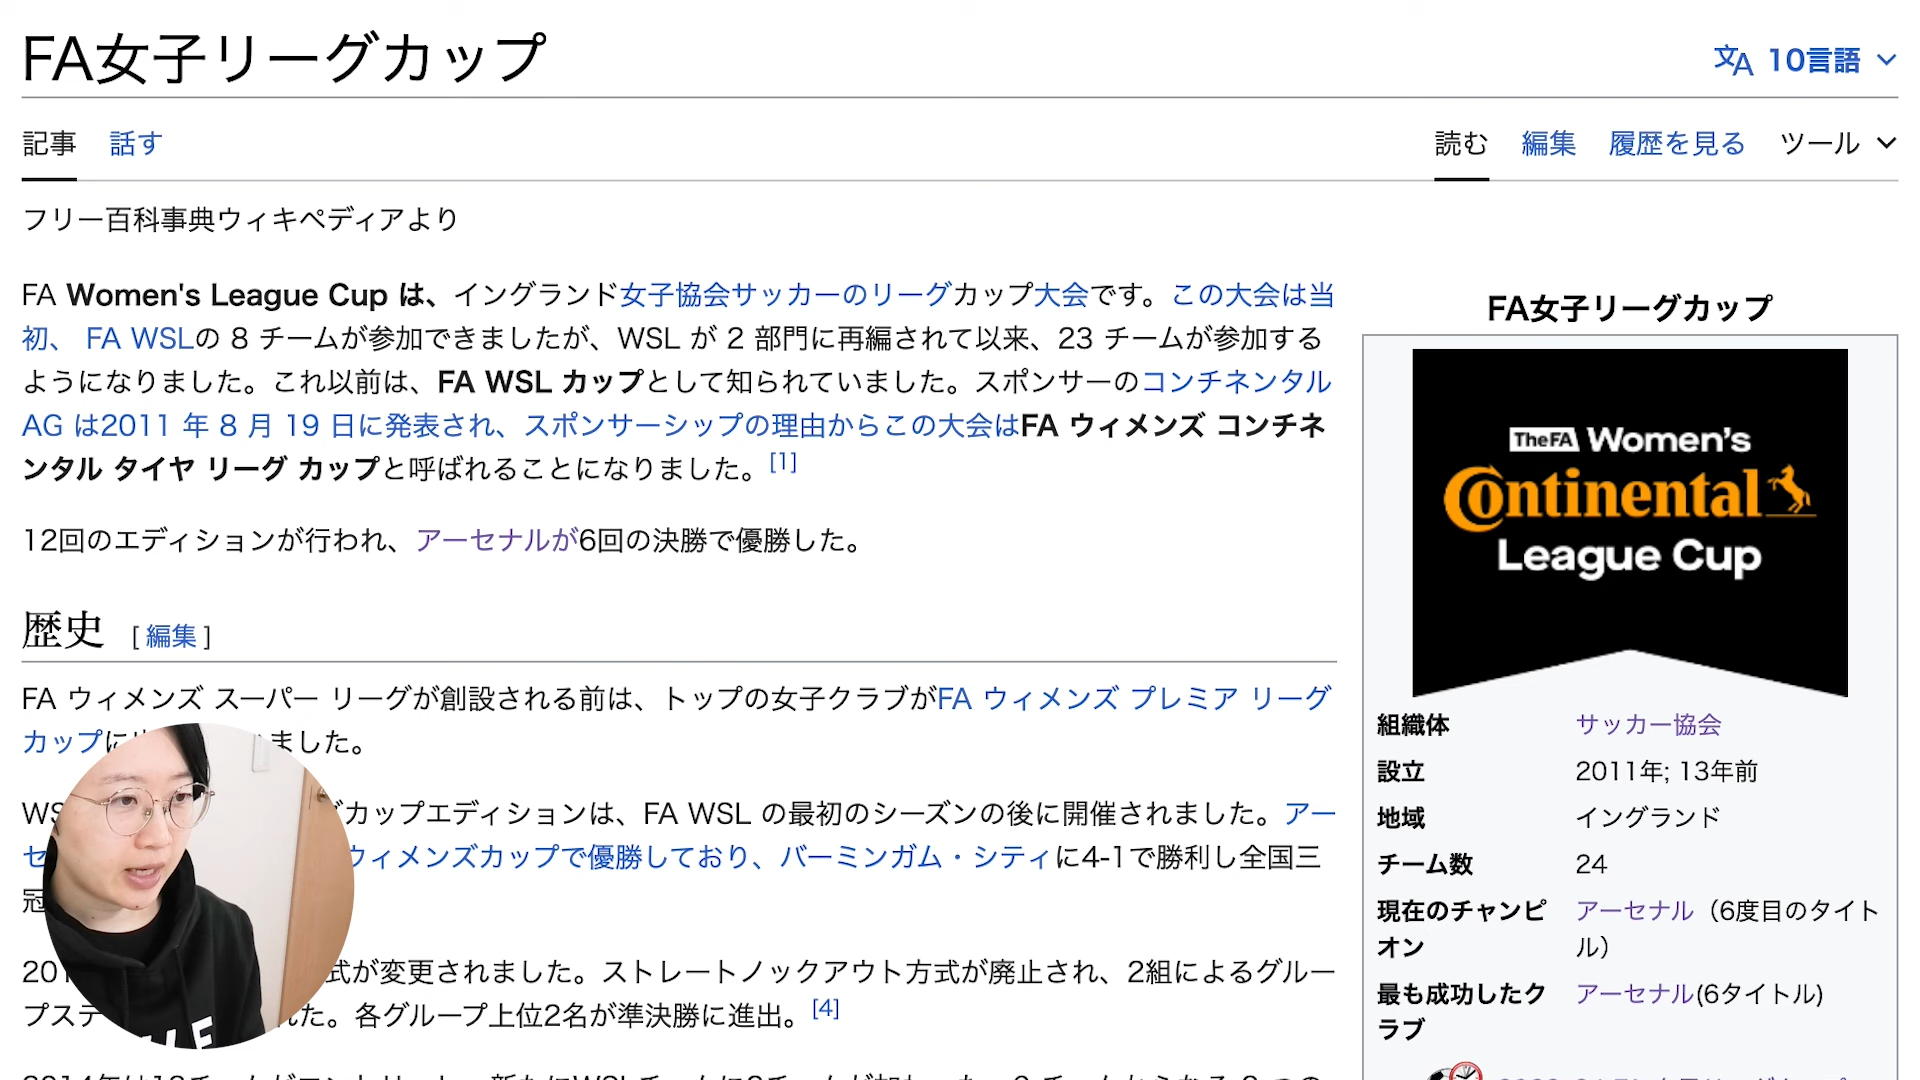 FA女子リーグカップ
10言語
記事 話す
読む 編集 履歴を見る ツール
フリー百科事典ウィキペディアより
FA Women's League Cup は、イングランド女子協会サッカーのリーグカップ大会です。この大会は当
初、 FA WSLの 8 チームが参加できましたが、WSL が 2 部門に再編されて以来、23 チームが参加する
ようになりました。これ以前は、FA WSL カップとして知られていました。スポンサーのコンチネンタル
AG は2011 年 8 月 19 日に発表され、スポンサーシップの理由からこの大会はFA ウィメンズ コンチネ
ンタル タイヤ リーグ カップと呼ばれることになりました。[1]
12回のエディションが行われ、アーセナルが6回の決勝で優勝した。
歴史 [ 編集 ]
FA ウィメンズ スーパー リーグが創設される前は、トップの女子クラブがFA ウィメンズ プレミア リーグ
カップに ました。
WS カップエディションは、FA WSL の最初のシーズンの後に開催されました。アー
セ ウィメンズカップで優勝しており、バーミンガム・シティに4-1で勝利し全国三
冠
201 式が変更されました。ストレートノックアウト方式が廃止され、2組によるグルー
プステ た。各グループ上位2名が準決勝に進出。[4]
FA女子リーグカップ
The FA Women's
Continental
League Cup
組織体 サッカー協会
設立 2011年; 13年前
地域 イングランド
チーム数 24
現在のチャンピ アーセナル（6度目のタイト
オン ル）
最も成功したク アーセナル(6タイトル)
ラブ